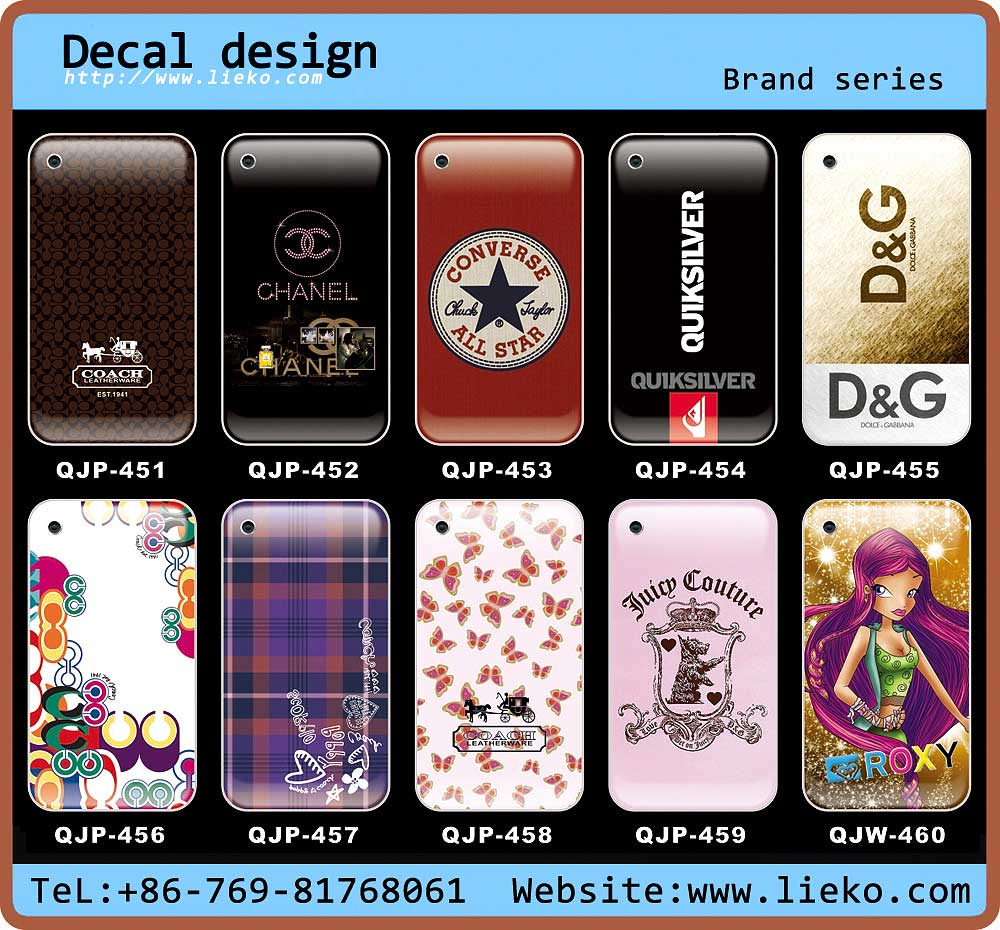 Decal design
http://www.lieko.com
Brand series
COACH
LEATHERWARE
EST.1941
CHANEL
CHANEL
CONVERSE
Chuck Taylor
®
ALL STAR
QUIKSILVER
QUIKSILVER
D&G
DOLCE & GABBANA
D&G
DOLCE & GABBANA
QJP-451 QJP-452 QJP-453 QJP-454 QJP-455
COACH
LEATHERWARE
Juicy Couture
ROXY
QJP-456 QJP-457 QJP-458 QJP-459 QJW-460
TeL:+86-769-81768061 Website:www.lieko.com